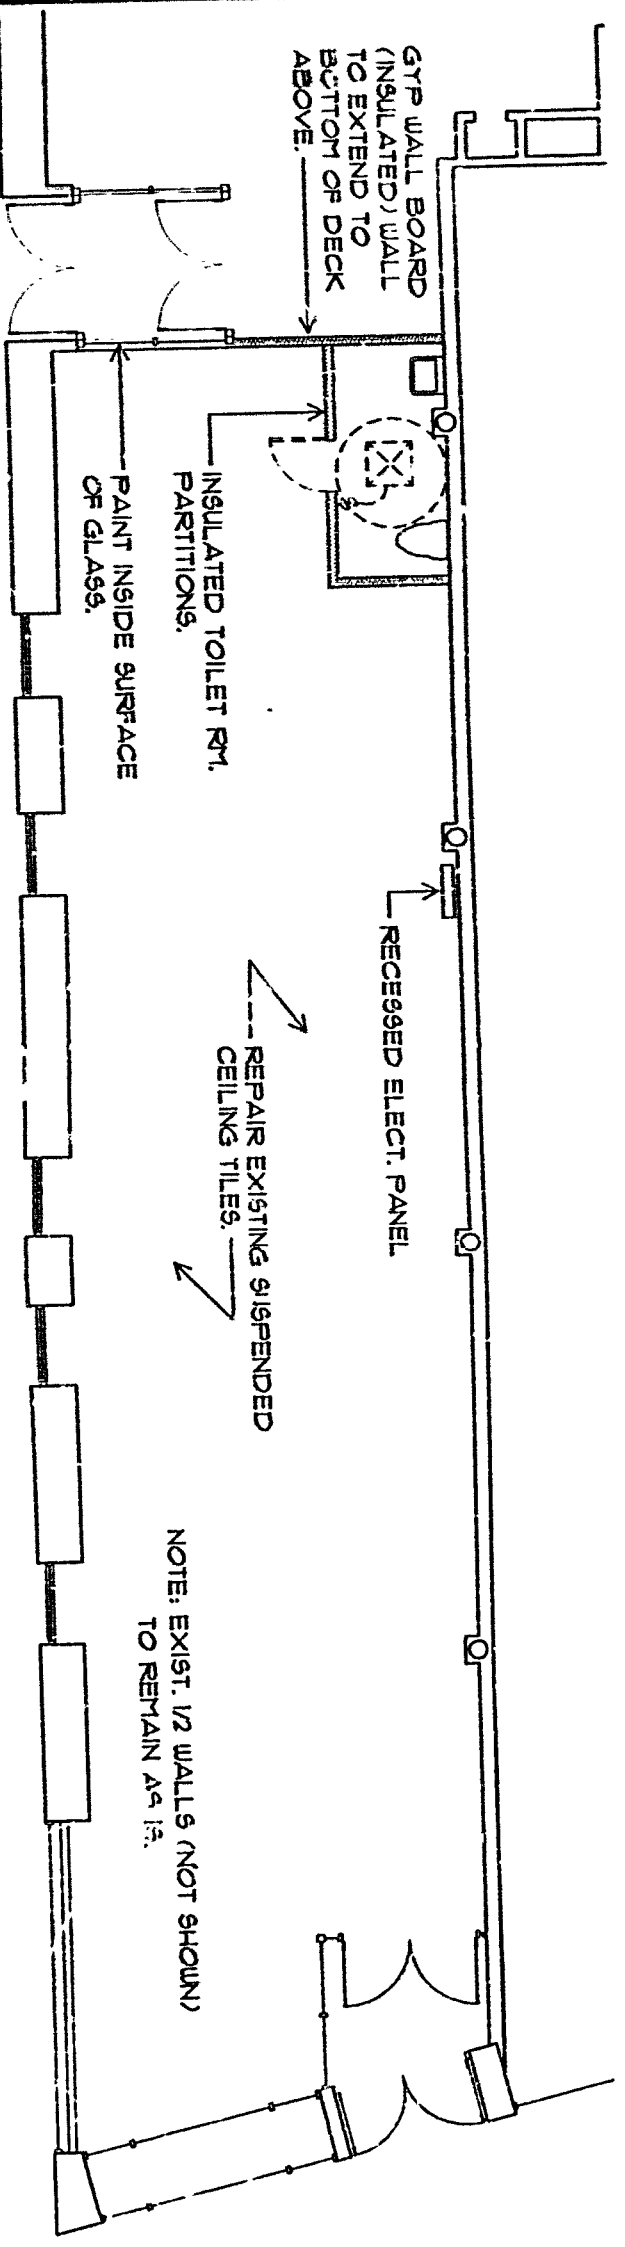 GYP WALL BOARD
(INSULATED) WALL
TO EXTEND TO
BOTTOM OF DECK
ABOVE.
INSULATED TOILET RM.
PARTITIONS.
PAINT INSIDE SURFACE
OF GLASS.
RECESSED ELECT. PANEL
REPAIR EXISTING SUSPENDED
CEILING TILES.
NOTE: EXIST. 1/2 WALLS (NOT SHOWN)
TO REMAIN AS IS.